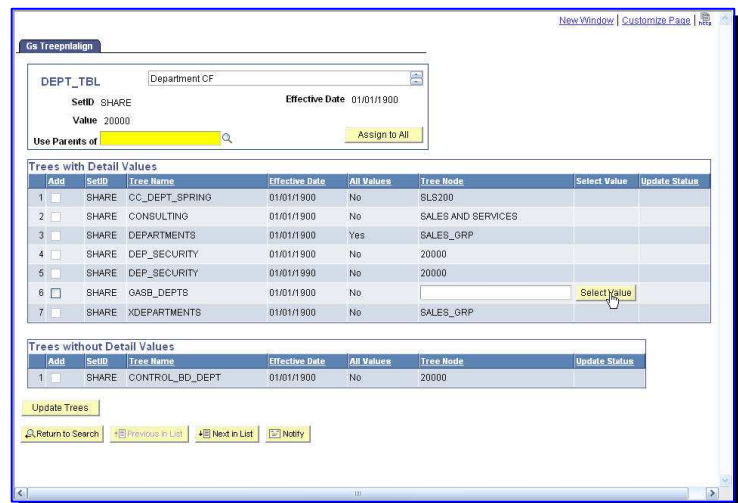 New Window | Customize Page | http
Gs Treepnlalign
DEPT_TBL Department CF
SetID SHARE Effective Date 01/01/1900
Value 20000
Use Parents of Assign to All
Trees with Detail Values
Add SetID Tree Name Effective Date All Values Tree Node Select Value Update Status
1 SHARE CC_DEPT_SPRING 01/01/1900 No SLS200
2 SHARE CONSULTING 01/01/1900 No SALES AND SERVICES
3 SHARE DEPARTMENTS 01/01/1900 Yes SALES_GRP
4 SHARE DEP_SECURITY 01/01/1900 No 20000
5 SHARE DEP_SECURITY 01/01/1990 No 20000
6 SHARE GASB_DEPTS 01/01/1900 No Select Value
7 SHARE XDEPARTMENTS 01/01/1900 No SALES_GRP
Trees without Detail Values
Add SetID Tree Name Effective Date All Values Tree Node Update Status
1 SHARE CONTROL_BD_DEPT 01/01/1900 No 20000
Update Trees
Return to Search Previous in List Next in List Notify